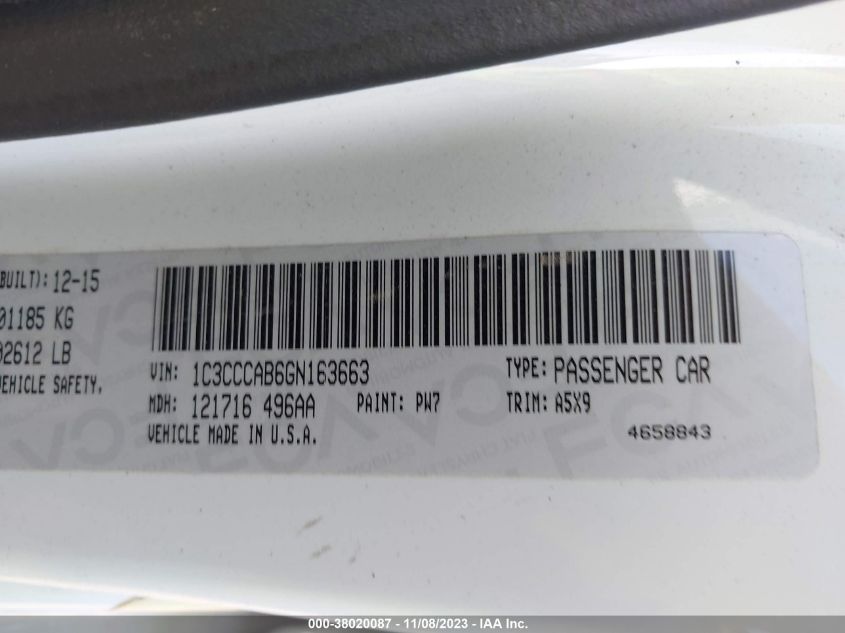 BUILT): 12-15
01185 KG
02612 LB
VEHICLE SAFETY.
VIN: 1C3CCCAB6GN163663
TYPE: PASSENGER CAR
MDH: 121716 496AA
PAINT: PW7
TRIM: A5X9
VEHICLE MADE IN U.S.A.
4658843
000-38020087 - 11/08/2023 - IAA Inc.